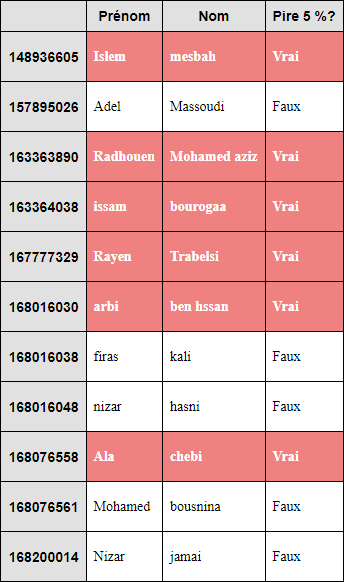 Prénom Nom Pire 5 %?
148936605 Islem mesbah Vrai
157895026 Adel Massoudi Faux
163363890 Radhouen Mohamed aziz Vrai
163364038 issam bourogaa Vrai
167777329 Rayen Trabelsi Vrai
168016030 arbi ben hssan Vrai
168016038 firas kali Faux
168016048 nizar hasni Faux
168076558 Ala chebi Vrai
168076561 Mohamed bousnina Faux
168200014 Nizar jamai Faux